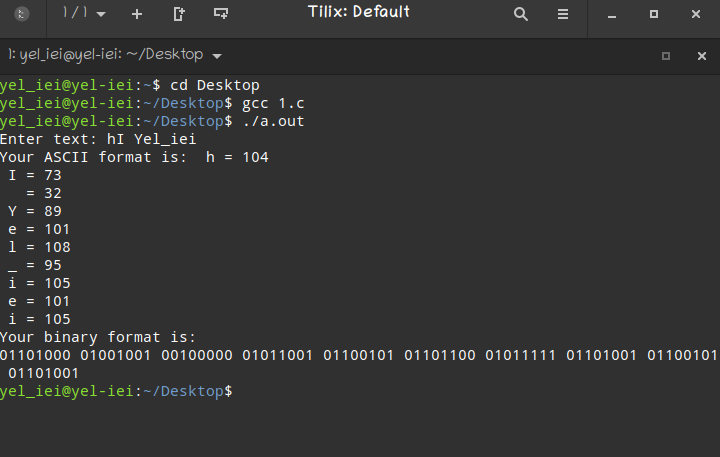 1 / 1
Tilix: Default
1: yel_iei@yel-iei: ~/Desktop
yel_iei@yel-iei:~$ cd Desktop
yel_iei@yel-iei:~/Desktop$ gcc 1.c
yel_iei@yel-iei:~/Desktop$ ./a.out
Enter text: hI Yel_iei
Your ASCII format is:  h = 104
 I = 73
   = 32
 Y = 89
 e = 101
 l = 108
 _ = 95
 i = 105
 e = 101
 i = 105
Your binary format is:
01101000 01001001 00100000 01011001 01100101 01101100 01011111 01101001 01100101
 01101001
yel_iei@yel-iei:~/Desktop$